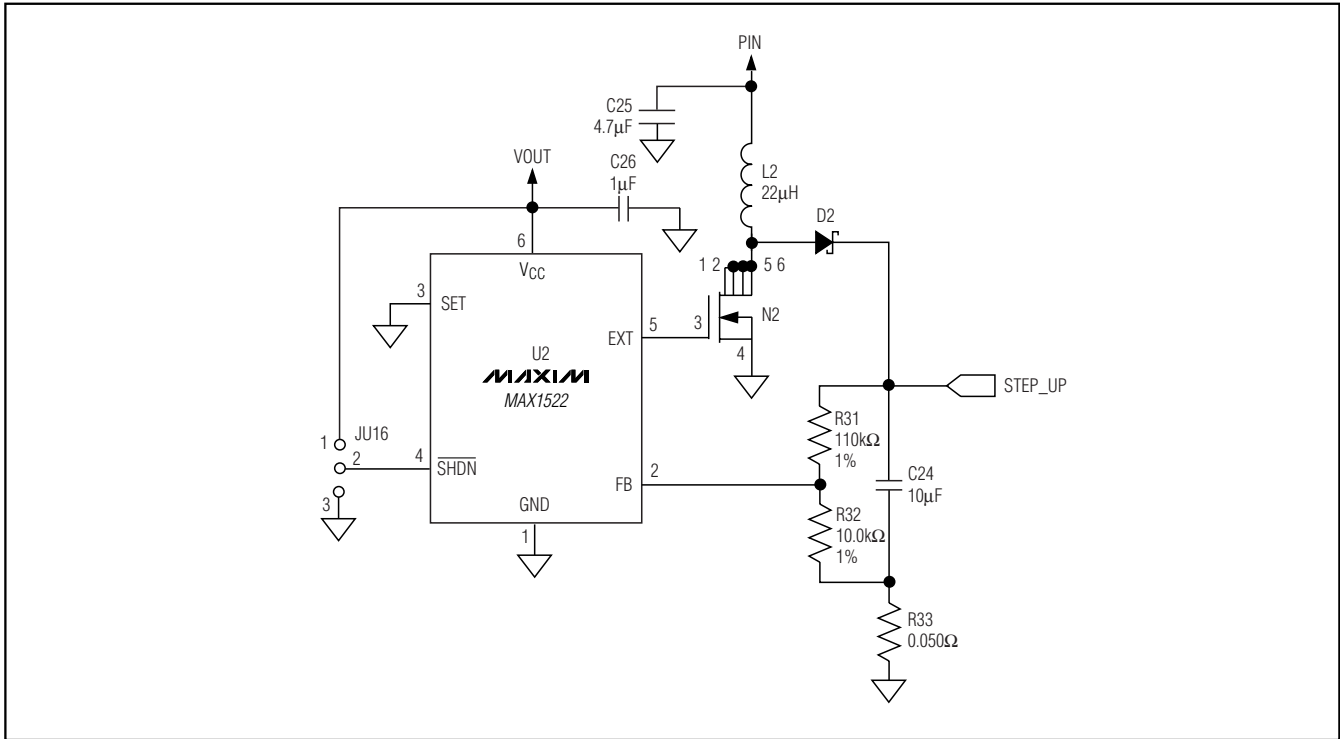 PIN
C25
4.7μF
VOUT
C26
1μF
L2
22μH
D2
6
VCC
1 2
5 6
3
SET
5
EXT
3
N2
4
U2
MAXIM
MAX1522
STEP_UP
R31
110kΩ
1%
1
JU16
2
4
SHDN
2
FB
C24
10μF
3
GND
1
R32
10.0kΩ
1%
R33
0.050Ω